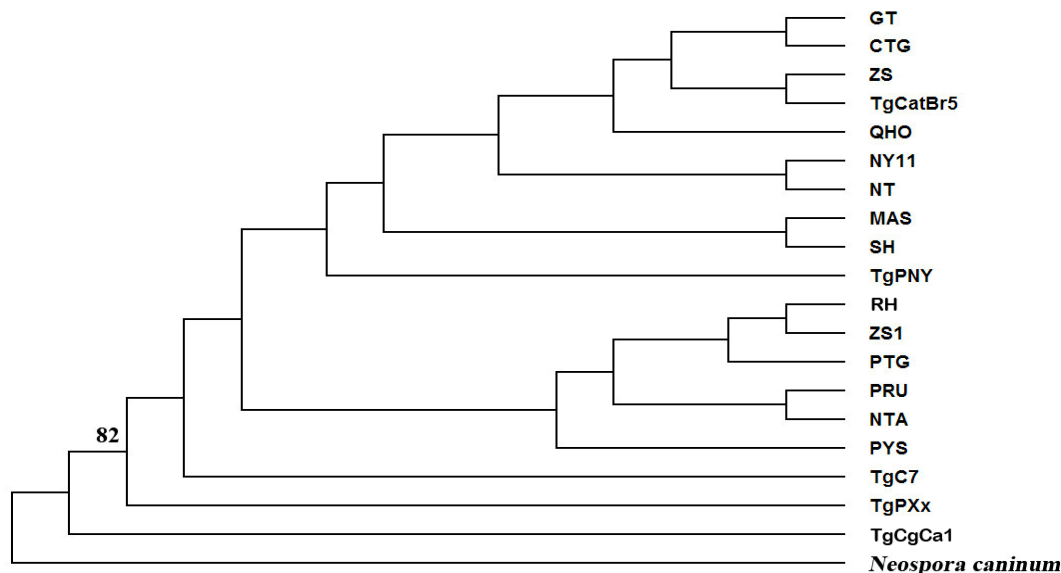 GT
CTG
ZS
TgCatBr5
QHO
NY11
NT
MAS
SH
TgPNY
RH
ZS1
PTG
PRU
NTA
82
PYS
TgC7
TgPXx
TgCgCa1
Neospora caninum